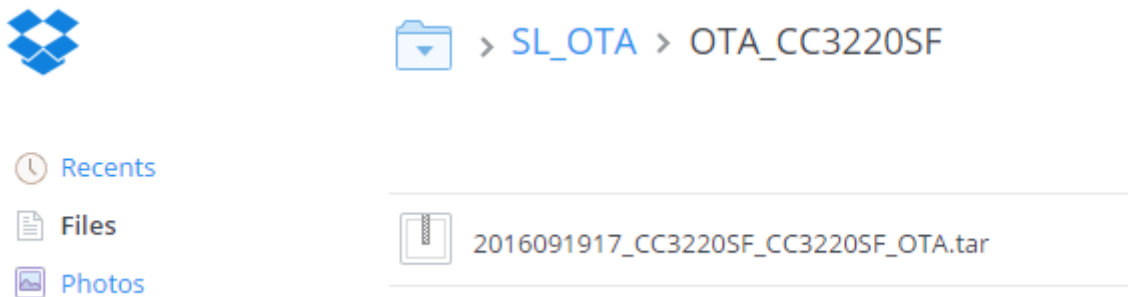 > SL_OTA > OTA_CC3220SF
Recents
Files
2016091917_CC3220SF_CC3220SF_OTA.tar
Photos